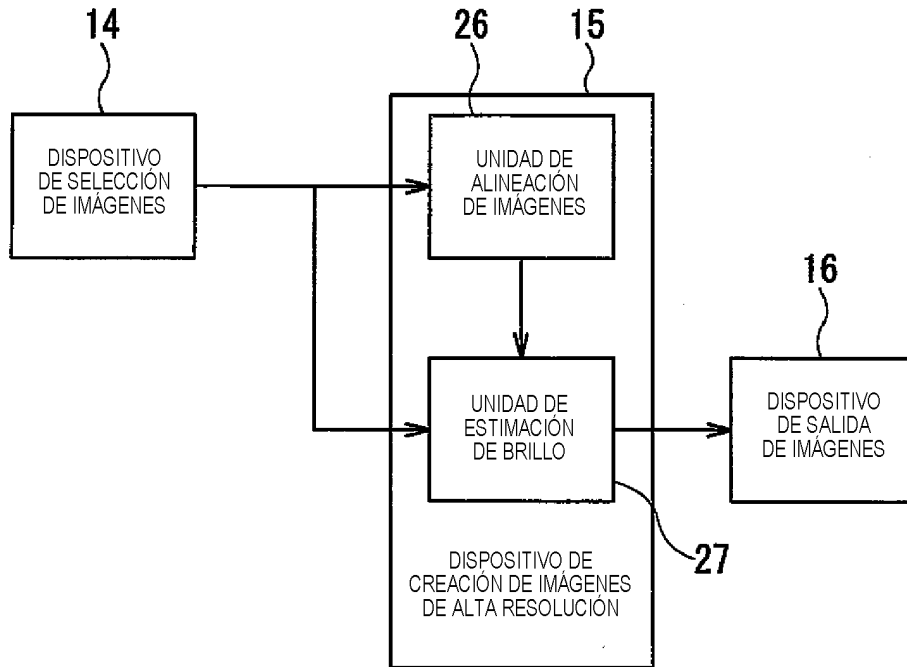 14
DISPOSITIVO
DE SELECCIÓN
DE IMÁGENES
26
15
UNIDAD DE
ALINEACIÓN
DE IMÁGENES
UNIDAD DE
ESTIMACIÓN
DE BRILLO
27
DISPOSITIVO DE
CREACIÓN DE IMÁGENES
DE ALTA RESOLUCIÓN
16
DISPOSITIVO
DE SALIDA
DE IMÁGENES